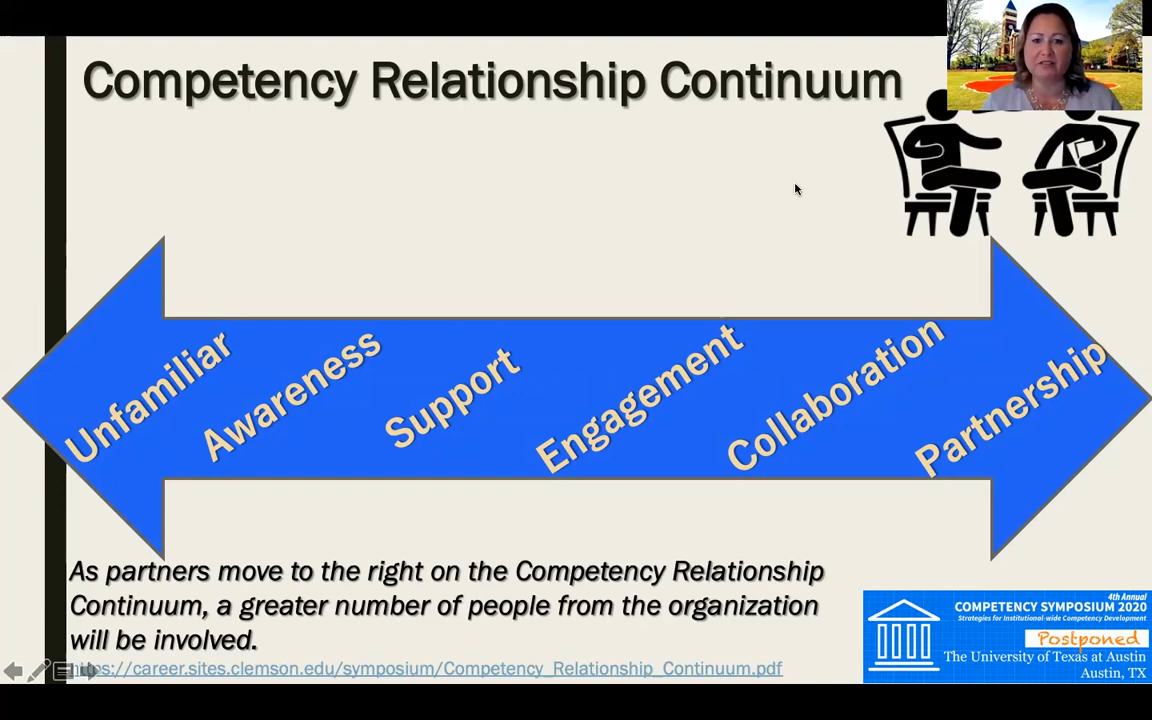 Competency Relationship Continuum
Unfamiliar
Awareness
Support
Engagement
Collaboration
Partnership
As partners move to the right on the Competency Relationship
Continuum, a greater number of people from the organization
will be involved.
https://career.sites.clemson.edu/symposium/Competency_Relationship_Continuum.pdf
4th Annual
COMPETENCY SYMPOSIUM 2020
Strategies for Institutional-wide Competency Development
Postponed
The University of Texas at Austin
Austin, TX